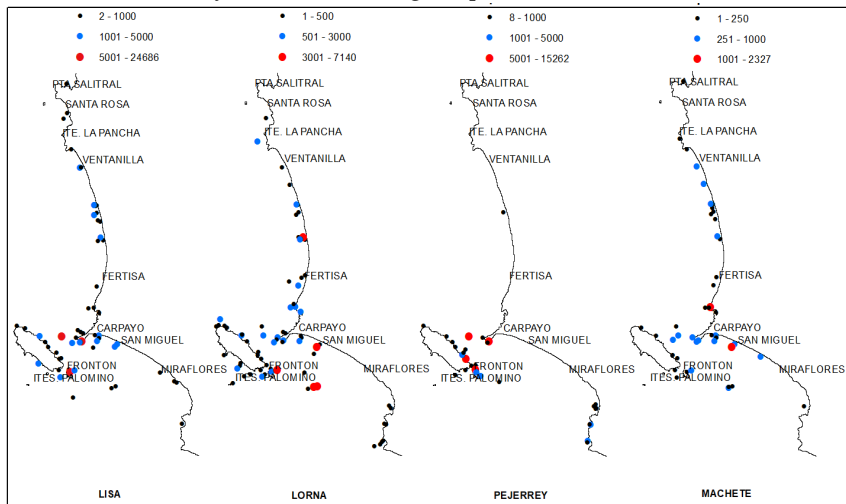 2 - 1000
1001 - 5000
5001 - 24686
PTA SALITRAL
SANTA ROSA
ITE. LA PANCHA
VENTANILLA
FERTISA
CARPAYO
SAN MIGUEL
MIRAFLORES
FRONTON
ITES. PALOMINO
LISA
1 - 500
501 - 3000
3001 - 7140
PTA SALITRAL
SANTA ROSA
ITE. LA PANCHA
VENTANILLA
FERTISA
CARPAYO
SAN MIGUEL
MIRAFLORES
FRONTON
ITES. PALOMINO
LORNA
8 - 1000
1001 - 5000
5001 - 15262
PTA SALITRAL
SANTA ROSA
ITE. LA PANCHA
VENTANILLA
FERTISA
CARPAYO
SAN MIGUEL
MIRAFLORES
FRONTON
ITES. PALOMINO
PEJERREY
1 - 250
251 - 1000
1001 - 2327
PTA SALITRAL
SANTA ROSA
ITE. LA PANCHA
VENTANILLA
FERTISA
CARPAYO
SAN MIGUEL
MIRAFLORES
FRONTON
ITES. PALOMINO
MACHETE